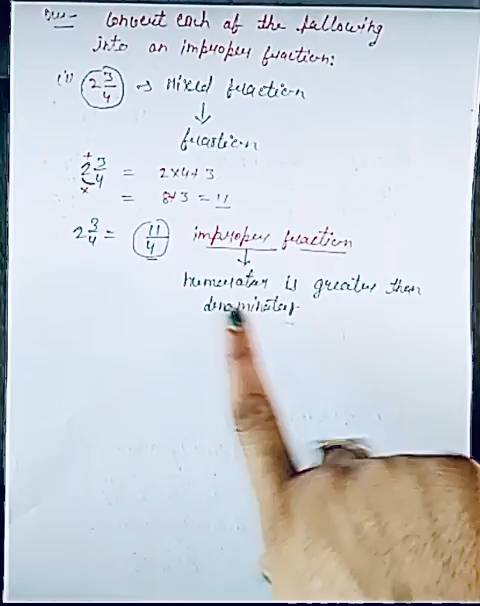 Que:- Convert each of the following
into an improper fraction:
(i) 2 3/4 → Mixed fraction
↓
fraction
+
2 3/4 = 2×4+3
×
= 8+3 = 11
2 3/4 = 11/4 improper fraction
↓
numerator is greater than
denominator